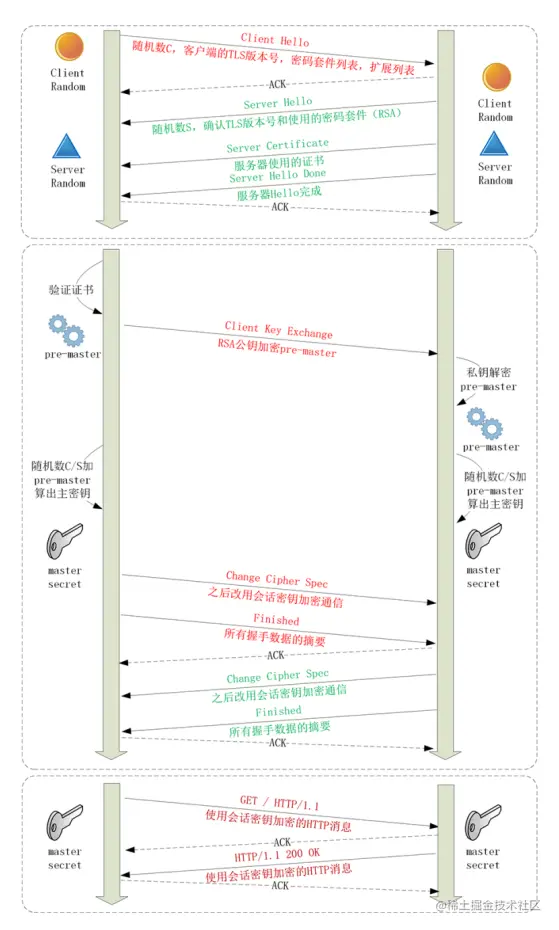 Client Hello
随机数C，客户端的TLS版本号，密码套件列表，扩展列表
Client
Random
ACK
Client
Random
Server Hello
随机数S，确认TLS版本号和使用的密码套件（RSA）
Server Certificate
服务器使用的证书
Server
Random
Server Hello Done
Server
Random
服务器Hello完成
ACK
验证证书
pre-master
Client Key Exchange
RSA公钥加密pre-master
私钥解密
pre-master
pre-master
随机数C/S加
pre-master
算出主密钥
随机数C/S加
pre-master
算出主密钥
master
secret
master
secret
Change Cipher Spec
之后改用会话密钥加密通信
Finished
所有握手数据的摘要
ACK
Change Cipher Spec
之后改用会话密钥加密通信
Finished
所有握手数据的摘要
ACK
GET / HTTP/1.1
使用会话密钥加密的HTTP消息
ACK
master
secret
master
secret
HTTP/1.1 200 OK
使用会话密钥加密的HTTP消息
ACK
@稀土掘金技术社区